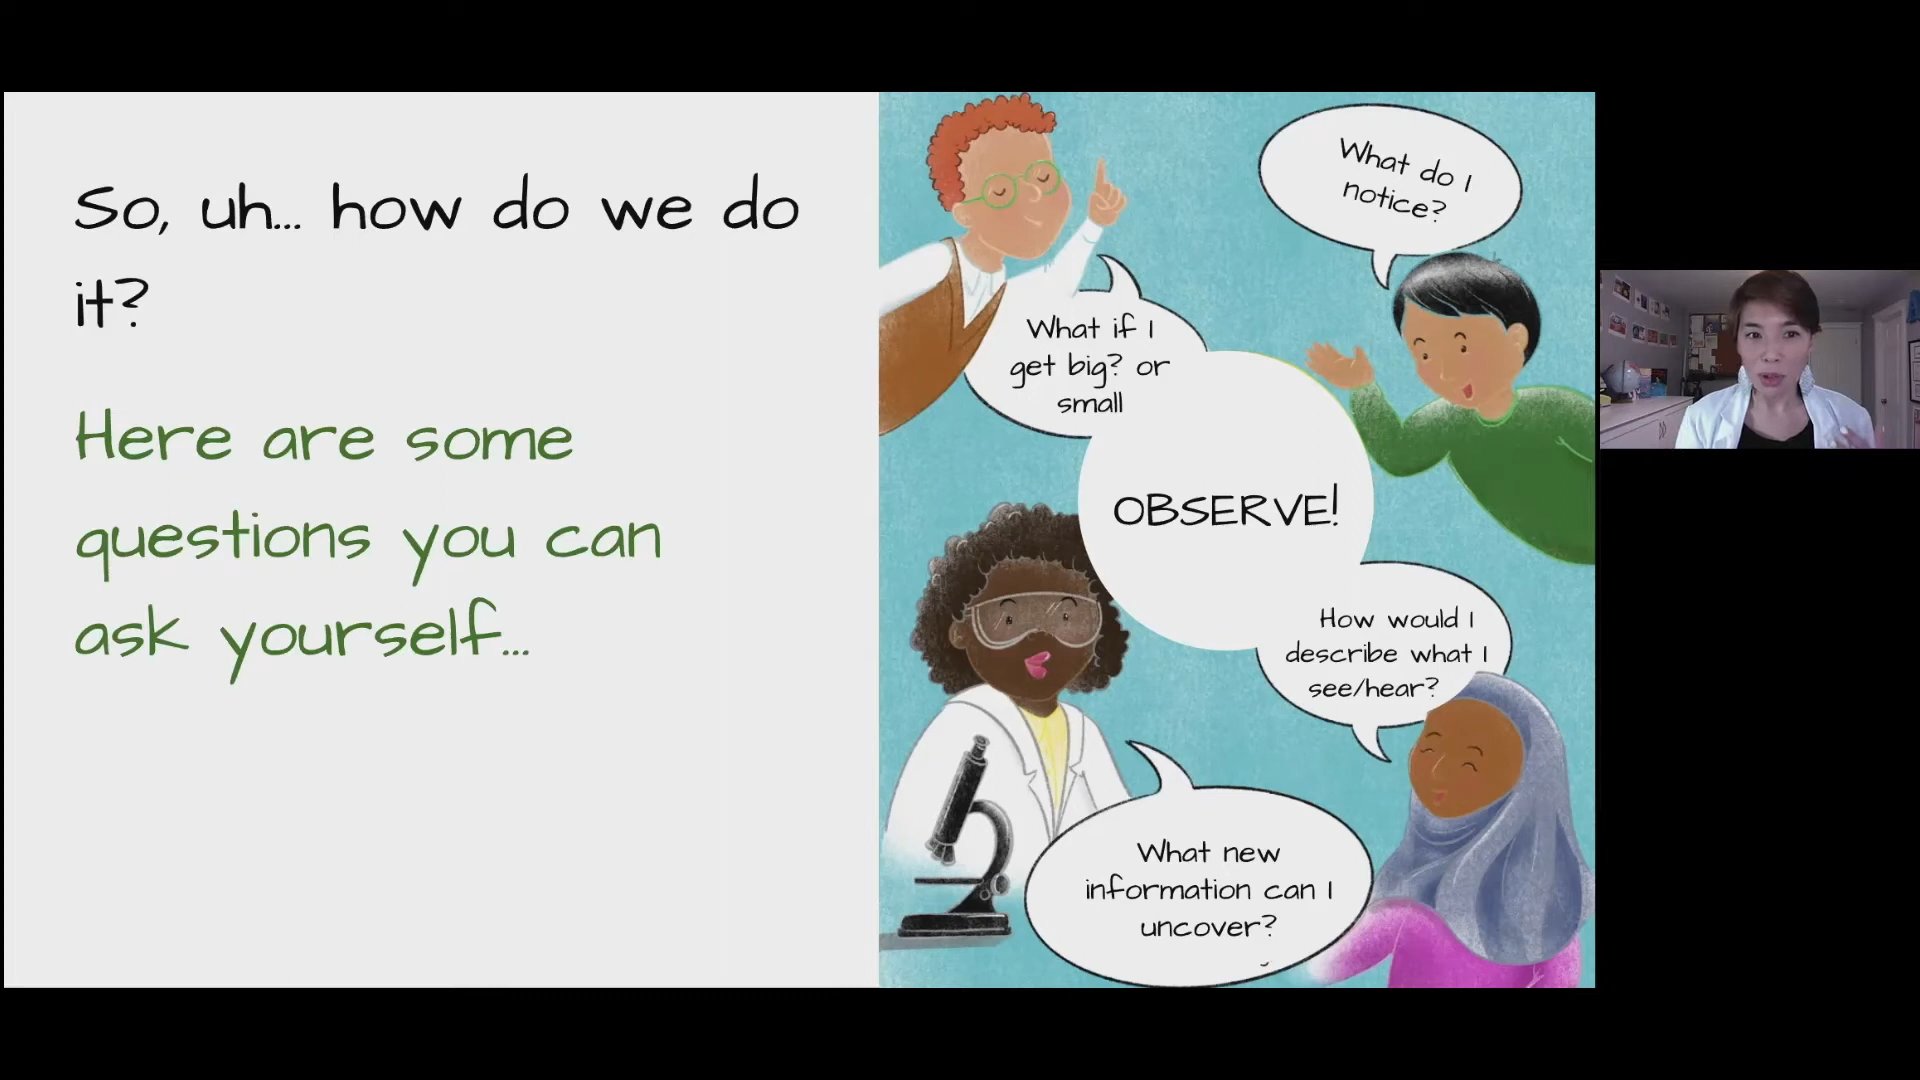 So, uh... how do we do
it?
Here are some
questions you can
ask yourself...
What do I
notice?
What if I
get big? or
small
OBSERVE!
How would I
describe what I
see/hear?
What new
information can I
uncover?